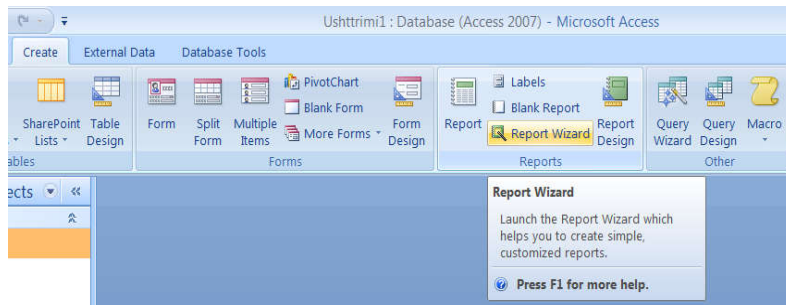 Ushttrimi1 : Database (Access 2007) - Microsoft Access
Create External Data Database Tools
SharePoint Lists
Table Design
Form
Split Form
Multiple Items
PivotChart
Blank Form
More Forms
Form Design
Report
Labels
Blank Report
Report Wizard
Report Design
Query Wizard
Query Design
Macro
ables
Forms
Reports
Other
ects
Report Wizard
Launch the Report Wizard which
helps you to create simple,
customized reports.
Press F1 for more help.